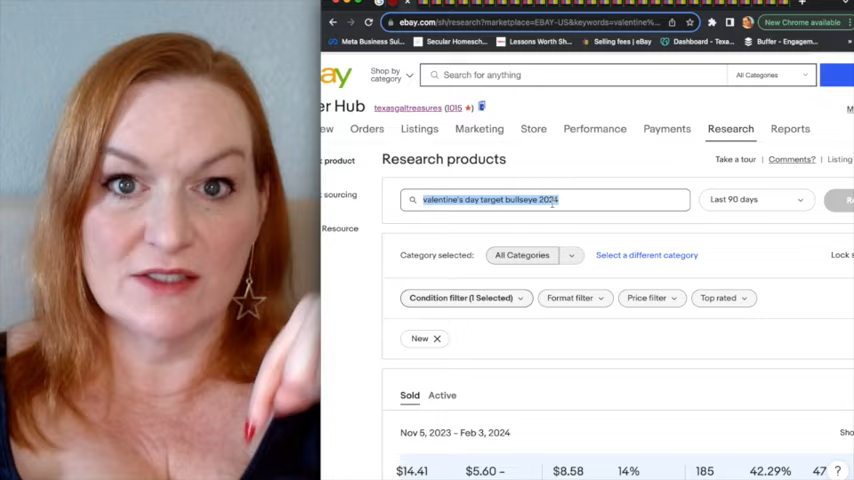 ebay.com/sh/research?marketplace=EBAY-US&keywords=valentine%...
New Chrome available
Meta Business Sui...
Secular Homesch...
Lessons Worth Sh...
Selling fees | eBay
Dashboard - Texa...
Buffer - Engagem...
ay
Shop by category
Search for anything
All Categories
er Hub
texasgaltreasures (1015 ★)
ew
Orders
Listings
Marketing
Store
Performance
Payments
Research
Reports
t product
Research products
Take a tour
Comments?
Listing
sourcing
Resource
valentine's day target bullseye 2024
Last 90 days
Category selected:
All Categories
Select a different category
Lock s
Condition filter (1 Selected)
Format filter
Price filter
Top rated
New
Sold
Active
Nov 5, 2023 – Feb 3, 2024
Sho
$14.41
$5.60 –
$8.58
14%
185
42.29%
47
?